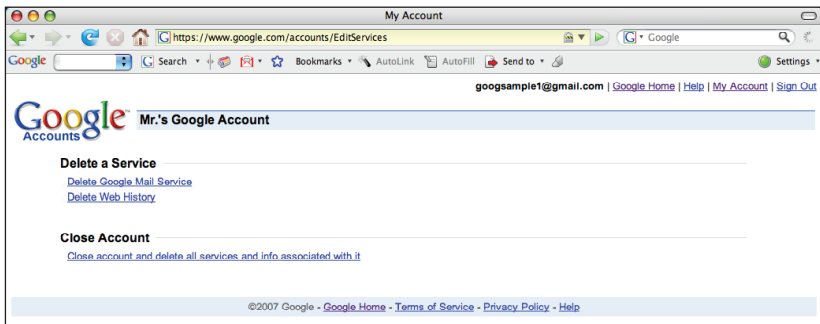 My Account
https://www.google.com/accounts/EditServices
G Google
Google G Search Bookmarks AutoLink AutoFill Send to Settings
googsample1@gmail.com | Google Home | Help | My Account | Sign Out
Google
Accounts
Mr.'s Google Account
Delete a Service
Delete Google Mail Service
Delete Web History
Close Account
Close account and delete all services and info associated with it
©2007 Google - Google Home - Terms of Service - Privacy Policy - Help